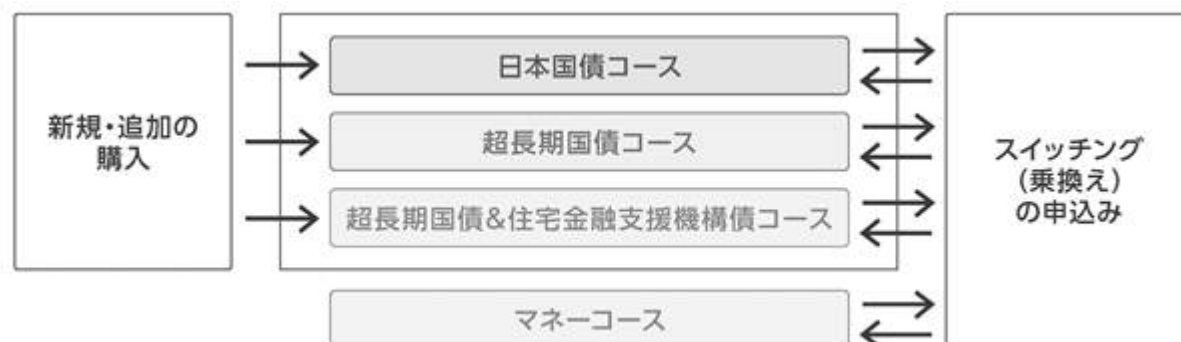 新規・追加の
購入
日本国債コース
超長期国債コース
超長期国債&住宅金融支援機構債コース
マネーコース
スイッチング
(乗換え)
の申込み